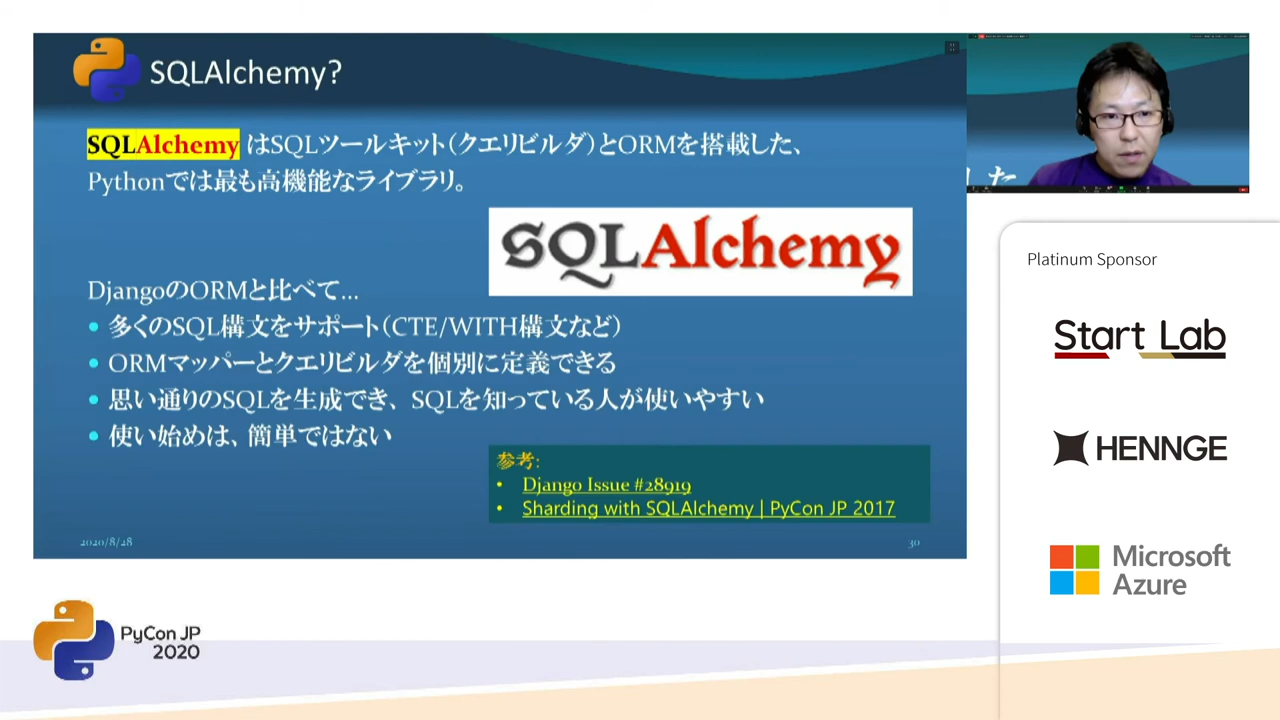 SQLAlchemy?
SQLAlchemy はSQLツールキット（クエリビルダ）とORMを搭載した、
Pythonでは最も高機能なライブラリ。
SQLAlchemy
DjangoのORMと比べて...
• 多くのSQL構文をサポート（CTE/WITH構文など）
• ORMマッパーとクエリビルダを個別に定義できる
• 思い通りのSQLを生成でき、SQLを知っている人が使いやすい
• 使い始めは、簡単ではない
参考:
• Django Issue #28919
• Sharding with SQLAlchemy | PyCon JP 2017
2020/8/28
30
した
Platinum Sponsor
Start Lab
HENNGE
Microsoft
Azure
PyCon JP
2020